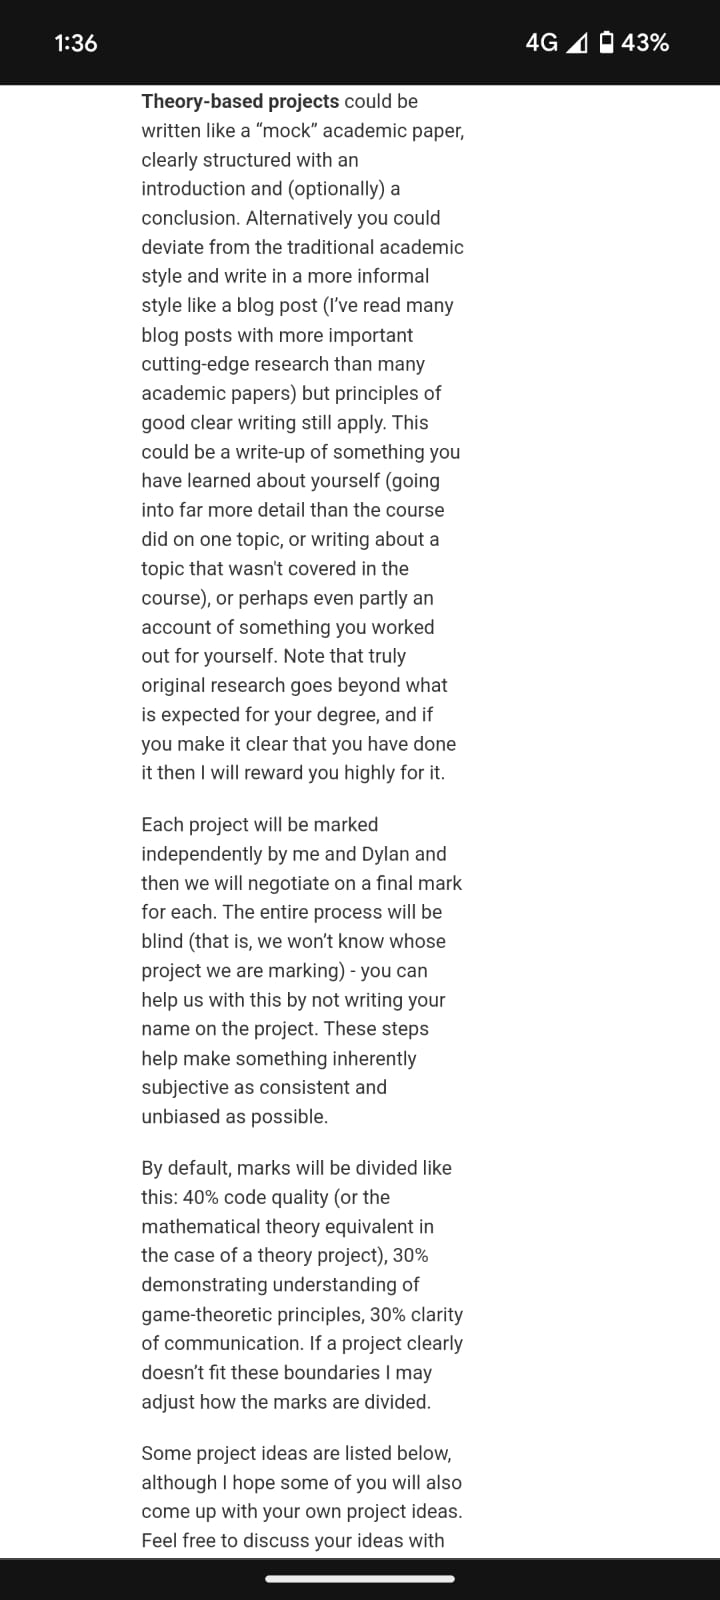 1:36
4G 43%
Theory-based projects could be
written like a “mock” academic paper,
clearly structured with an
introduction and (optionally) a
conclusion. Alternatively you could
deviate from the traditional academic
style and write in a more informal
style like a blog post (I’ve read many
blog posts with more important
cutting-edge research than many
academic papers) but principles of
good clear writing still apply. This
could be a write-up of something you
have learned about yourself (going
into far more detail than the course
did on one topic, or writing about a
topic that wasn't covered in the
course), or perhaps even partly an
account of something you worked
out for yourself. Note that truly
original research goes beyond what
is expected for your degree, and if
you make it clear that you have done
it then I will reward you highly for it.
Each project will be marked
independently by me and Dylan and
then we will negotiate on a final mark
for each. The entire process will be
blind (that is, we won’t know whose
project we are marking) - you can
help us with this by not writing your
name on the project. These steps
help make something inherently
subjective as consistent and
unbiased as possible.
By default, marks will be divided like
this: 40% code quality (or the
mathematical theory equivalent in
the case of a theory project), 30%
demonstrating understanding of
game-theoretic principles, 30% clarity
of communication. If a project clearly
doesn’t fit these boundaries I may
adjust how the marks are divided.
Some project ideas are listed below,
although I hope some of you will also
come up with your own project ideas.
Feel free to discuss your ideas with